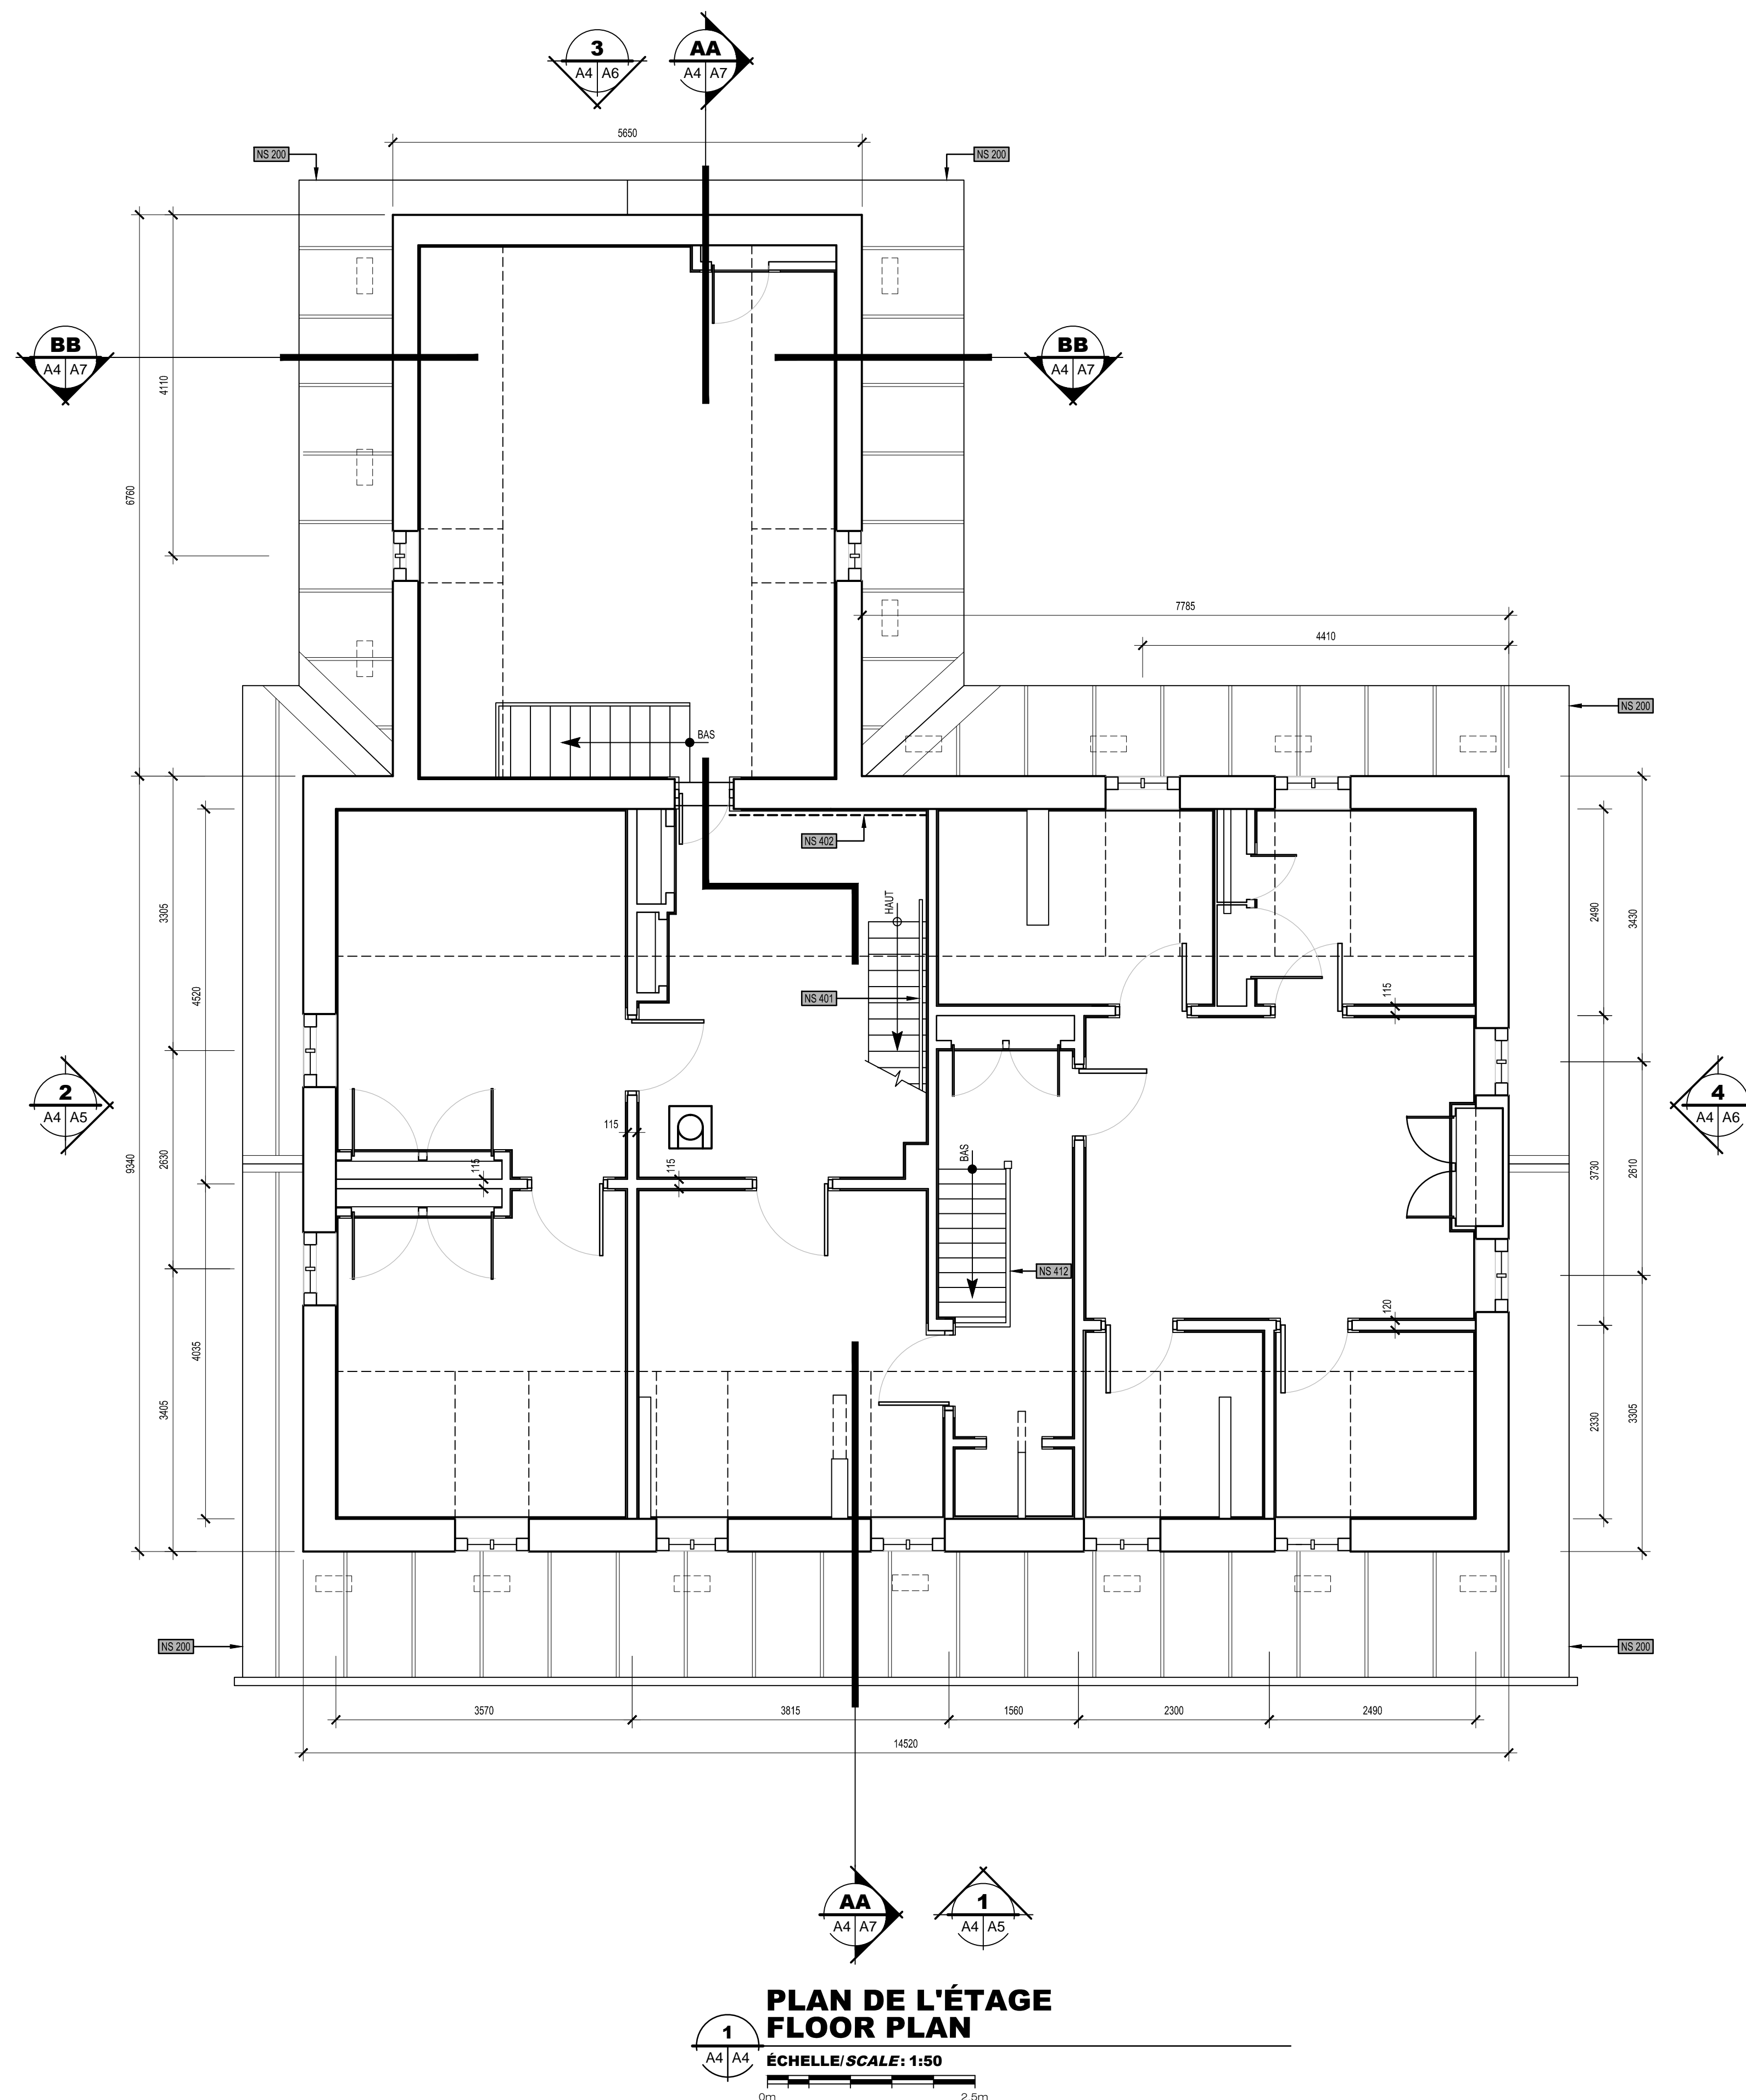 3
A4 A6
AA
A4 A7
5650
NS 200
NS 200
BB
A4 A7
BB
A4 A7
4110
6760
7785
4410
BAS
NS 200
NS 402
HAUT
3305
2490
3430
4520
NS 401
115
2
A4 A5
4
A4 A6
115
9340
2630
115
115
BAS
3730
2610
NS 412
120
4035
3405
2330
3305
NS 200
NS 200
3570
3815
1560
2300
2490
14520
AA
A4 A7
1
A4 A5
PLAN DE L'ÉTAGE
FLOOR PLAN
1
A4 A4
ÉCHELLE/SCALE: 1:50
0m 2.5m